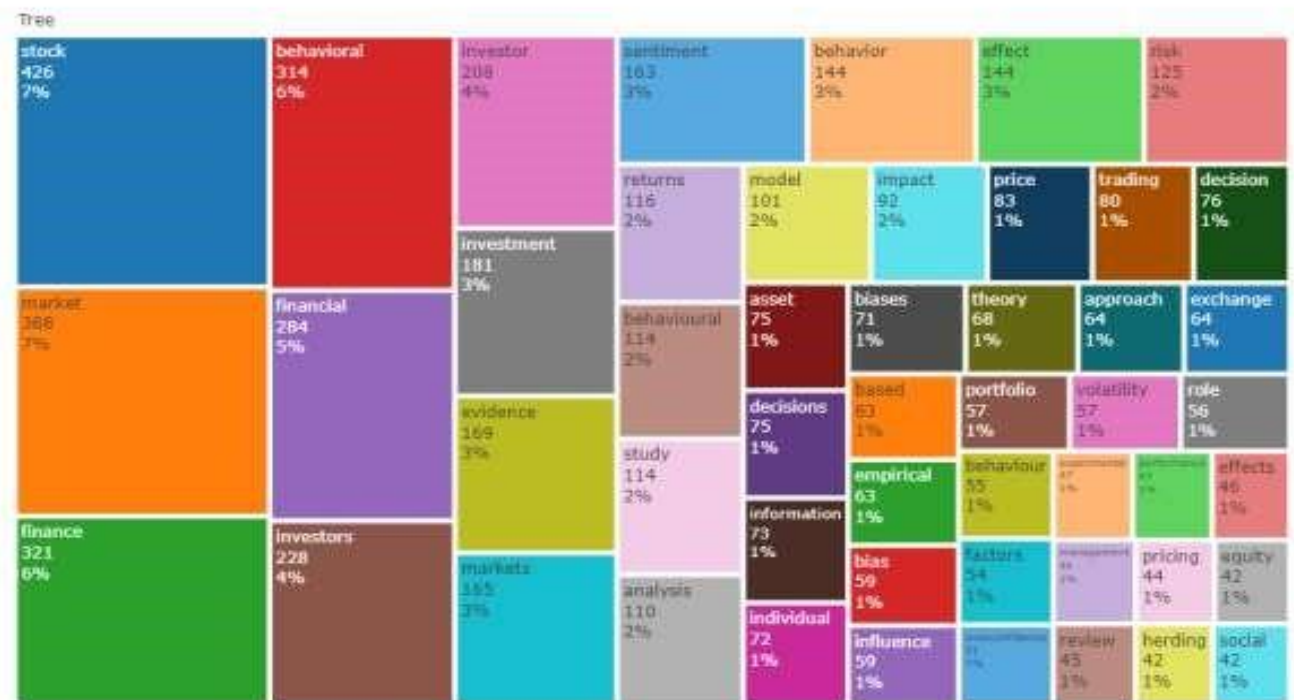 Tree
stock
426
7%
behavioral
314
6%
investor
208
4%
sentiment
163
3%
behavior
144
3%
effect
144
3%
risk
125
2%
returns
116
2%
model
101
2%
impact
92
2%
price
83
1%
trading
80
1%
decision
76
1%
investment
181
3%
market
7%
financial
284
5%
behavioural
114
2%
asset
75
1%
biases
71
1%
theory
68
1%
approach
64
1%
exchange
64
1%
based
63
1%
portfolio
57
1%
volatility
57
1%
role
56
1%
decisions
75
1%
evidence
169
3%
study
114
2%
empirical
63
1%
behaviour
55
1%
effects
46
1%
information
73
1%
finance
321
6%
investors
228
4%
markets
165
3%
analysis
110
2%
bias
59
1%
factors
54
1%
pricing
44
1%
equity
42
1%
individual
72
1%
influence
59
1%
review
45
1%
herding
42
1%
social
42
1%